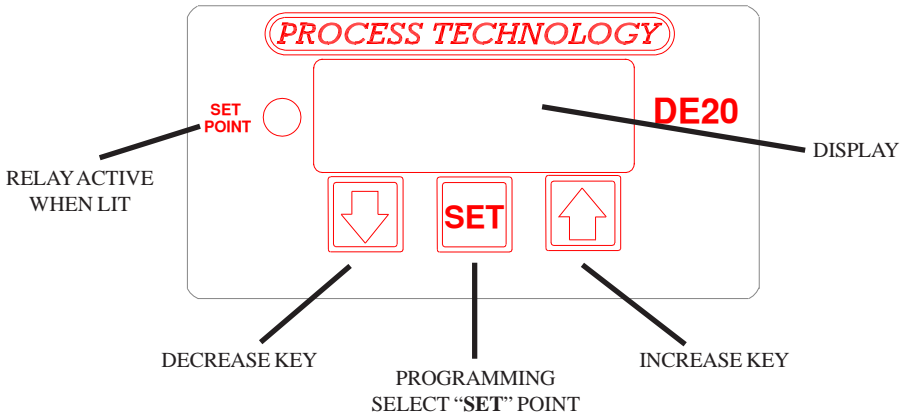 PROCESS TECHNOLOGY
SET
POINT
DE20
DISPLAY
RELAY ACTIVE
WHEN LIT
SET
DECREASE KEY
INCREASE KEY
PROGRAMMING
SELECT “SET” POINT